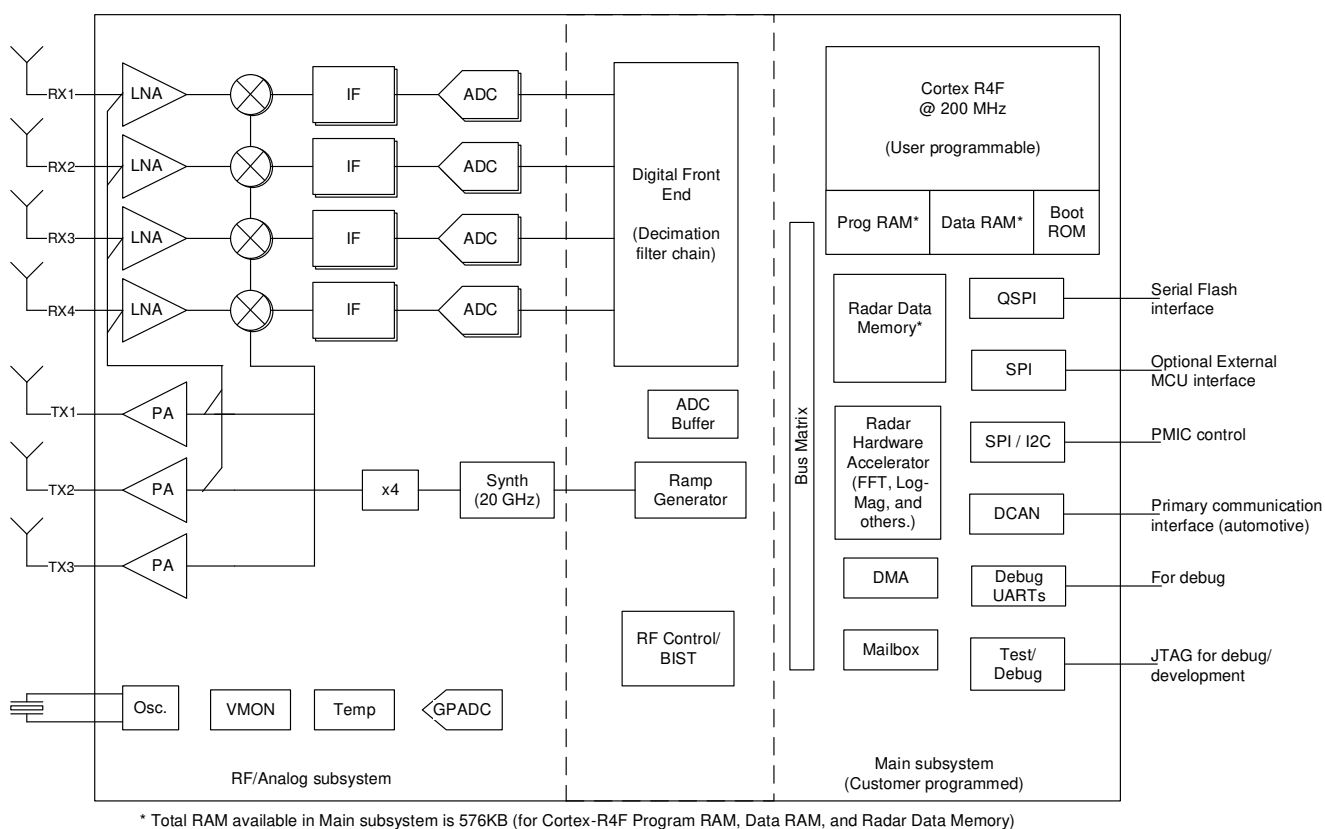 RX1
LNA
IF
ADC
RX2
LNA
IF
ADC
RX3
LNA
IF
ADC
RX4
LNA
IF
ADC
TX1
PA
TX2
PA
TX3
PA
x4
Synth
(20 GHz)
Osc.
VMON
Temp
GPADC
RF/Analog subsystem
Digital Front
End
(Decimation
filter chain)
ADC
Buffer
Ramp
Generator
RF Control/
BIST
Bus Matrix
Cortex R4F
@ 200 MHz
(User programmable)
Prog RAM*
Data RAM*
Boot
ROM
Radar Data
Memory*
Radar
Hardware
Accelerator
(FFT, Log-
Mag, and
others.)
DMA
Mailbox
QSPI
Serial Flash
interface
SPI
Optional External
MCU interface
SPI / I2C
PMIC control
DCAN
Primary communication
interface (automotive)
Debug
UARTs
For debug
Test/
Debug
JTAG for debug/
development
Main subsystem
(Customer programmed)
* Total RAM available in Main subsystem is 576KB (for Cortex-R4F Program RAM, Data RAM, and Radar Data Memory)